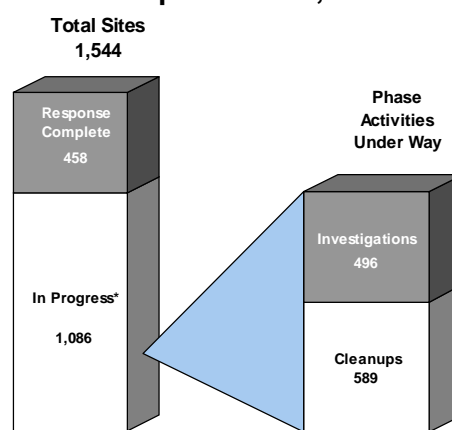 Total Sites
1,544
Response
Complete
458
In Progress*
1,086
Phase
Activities
Under Way
Investigations
496
Cleanups
589